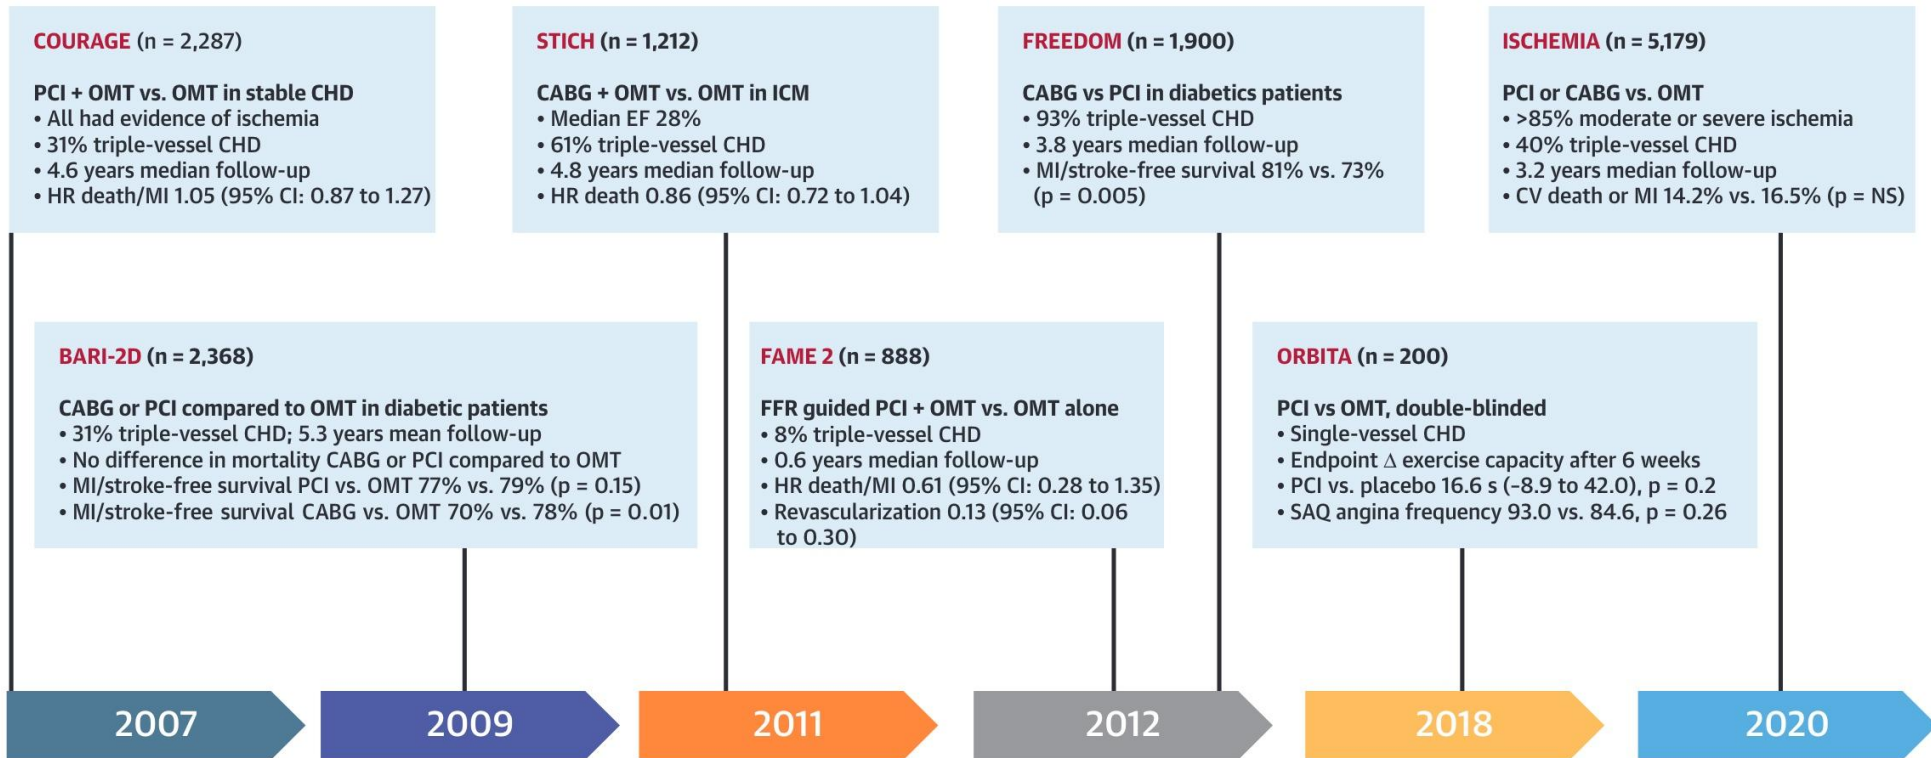 COURAGE (n = 2,287)
PCI + OMT vs. OMT in stable CHD
• All had evidence of ischemia
• 31% triple-vessel CHD
• 4.6 years median follow-up
• HR death/MI 1.05 (95% CI: 0.87 to 1.27)
STICH (n = 1,212)
CABG + OMT vs. OMT in ICM
• Median EF 28%
• 61% triple-vessel CHD
• 4.8 years median follow-up
• HR death 0.86 (95% CI: 0.72 to 1.04)
FREEDOM (n = 1,900)
CABG vs PCI in diabetics patients
• 93% triple-vessel CHD
• 3.8 years median follow-up
• MI/stroke-free survival 81% vs. 73%
(p = 0.005)
ISCHEMIA (n = 5,179)
PCI or CABG vs. OMT
• >85% moderate or severe ischemia
• 40% triple-vessel CHD
• 3.2 years median follow-up
• CV death or MI 14.2% vs. 16.5% (p = NS)
BARI-2D (n = 2,368)
CABG or PCI compared to OMT in diabetic patients
• 31% triple-vessel CHD; 5.3 years mean follow-up
• No difference in mortality CABG or PCI compared to OMT
• MI/stroke-free survival PCI vs. OMT 77% vs. 79% (p = 0.15)
• MI/stroke-free survival CABG vs. OMT 70% vs. 78% (p = 0.01)
FAME 2 (n = 888)
FFR guided PCI + OMT vs. OMT alone
• 8% triple-vessel CHD
• 0.6 years median follow-up
• HR death/MI 0.61 (95% CI: 0.28 to 1.35)
• Revascularization 0.13 (95% CI: 0.06
to 0.30)
ORBITA (n = 200)
PCI vs OMT, double-blinded
• Single-vessel CHD
• Endpoint Δ exercise capacity after 6 weeks
• PCI vs. placebo 16.6 s (−8.9 to 42.0), p = 0.2
• SAQ angina frequency 93.0 vs. 84.6, p = 0.26
2007
2009
2011
2012
2018
2020